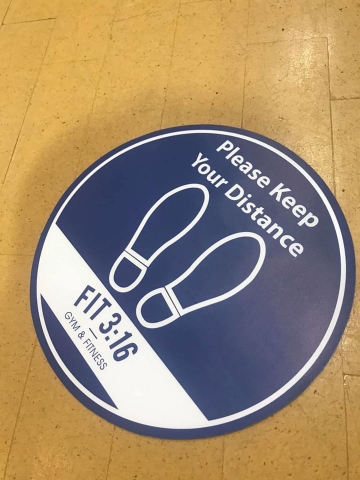 Please Keep
Your Distance
FIT 3:16
GYM & FITNESS